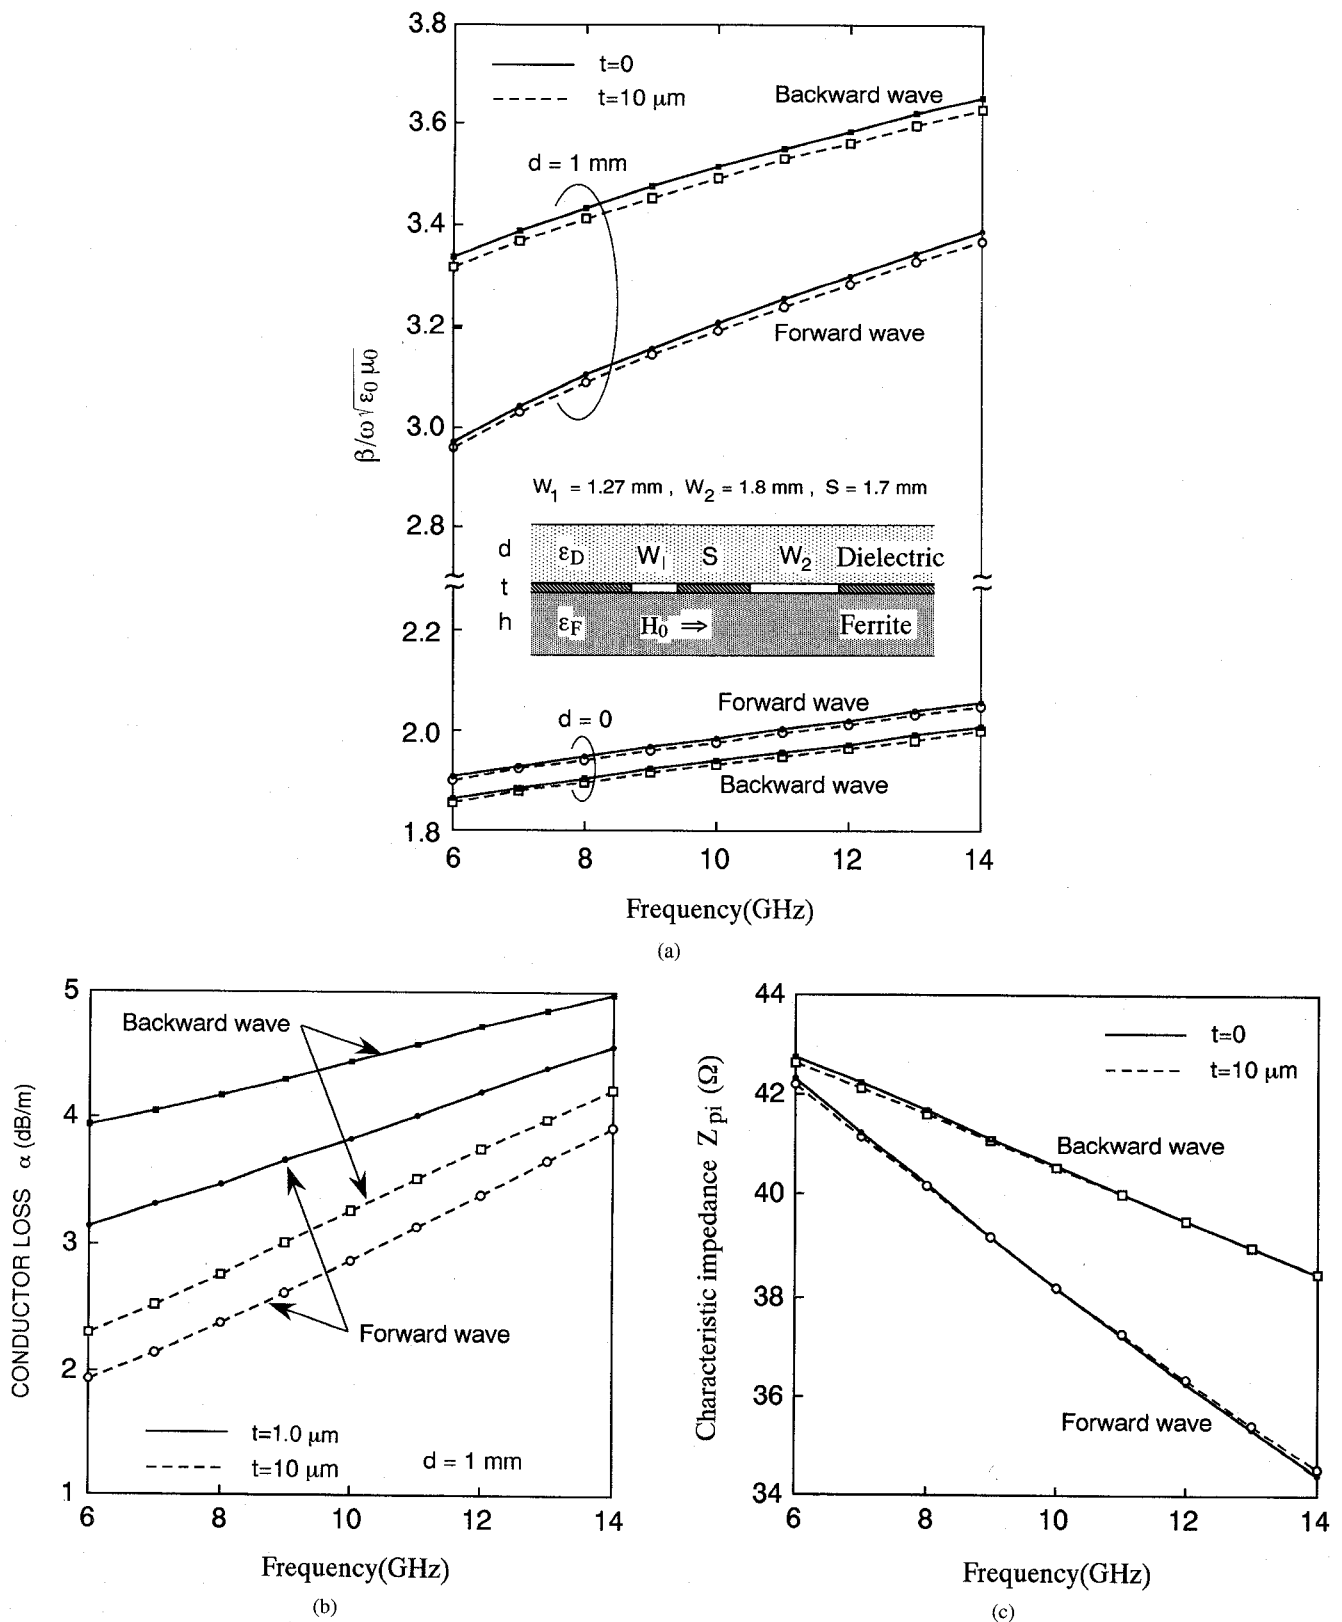 3.8
t=0
t=10 μm
Backward wave
3.6
d = 1 mm
3.4
3.2
Forward wave
β/ω√ε0 μ0
3.0
W1 = 1.27 mm , W2 = 1.8 mm , S = 1.7 mm
2.8
d εD W1 S W2 Dielectric
t
h εF H0 ⇒ Ferrite
2.2
Forward wave
d = 0
2.0
Backward wave
1.8
6 8 10 12 14
Frequency(GHz)
(a)
5
Backward wave
CONDUCTOR LOSS α (dB/m)
4
3
Forward wave
2
t=1.0 μm
t=10 μm
d = 1 mm
1
6 8 10 12 14
Frequency(GHz)
(b)
44
t=0
t=10 μm
42
Characteristic impedance Zpi (Ω)
Backward wave
40
38
36
Forward wave
34
6 8 10 12 14
Frequency(GHz)
(c)